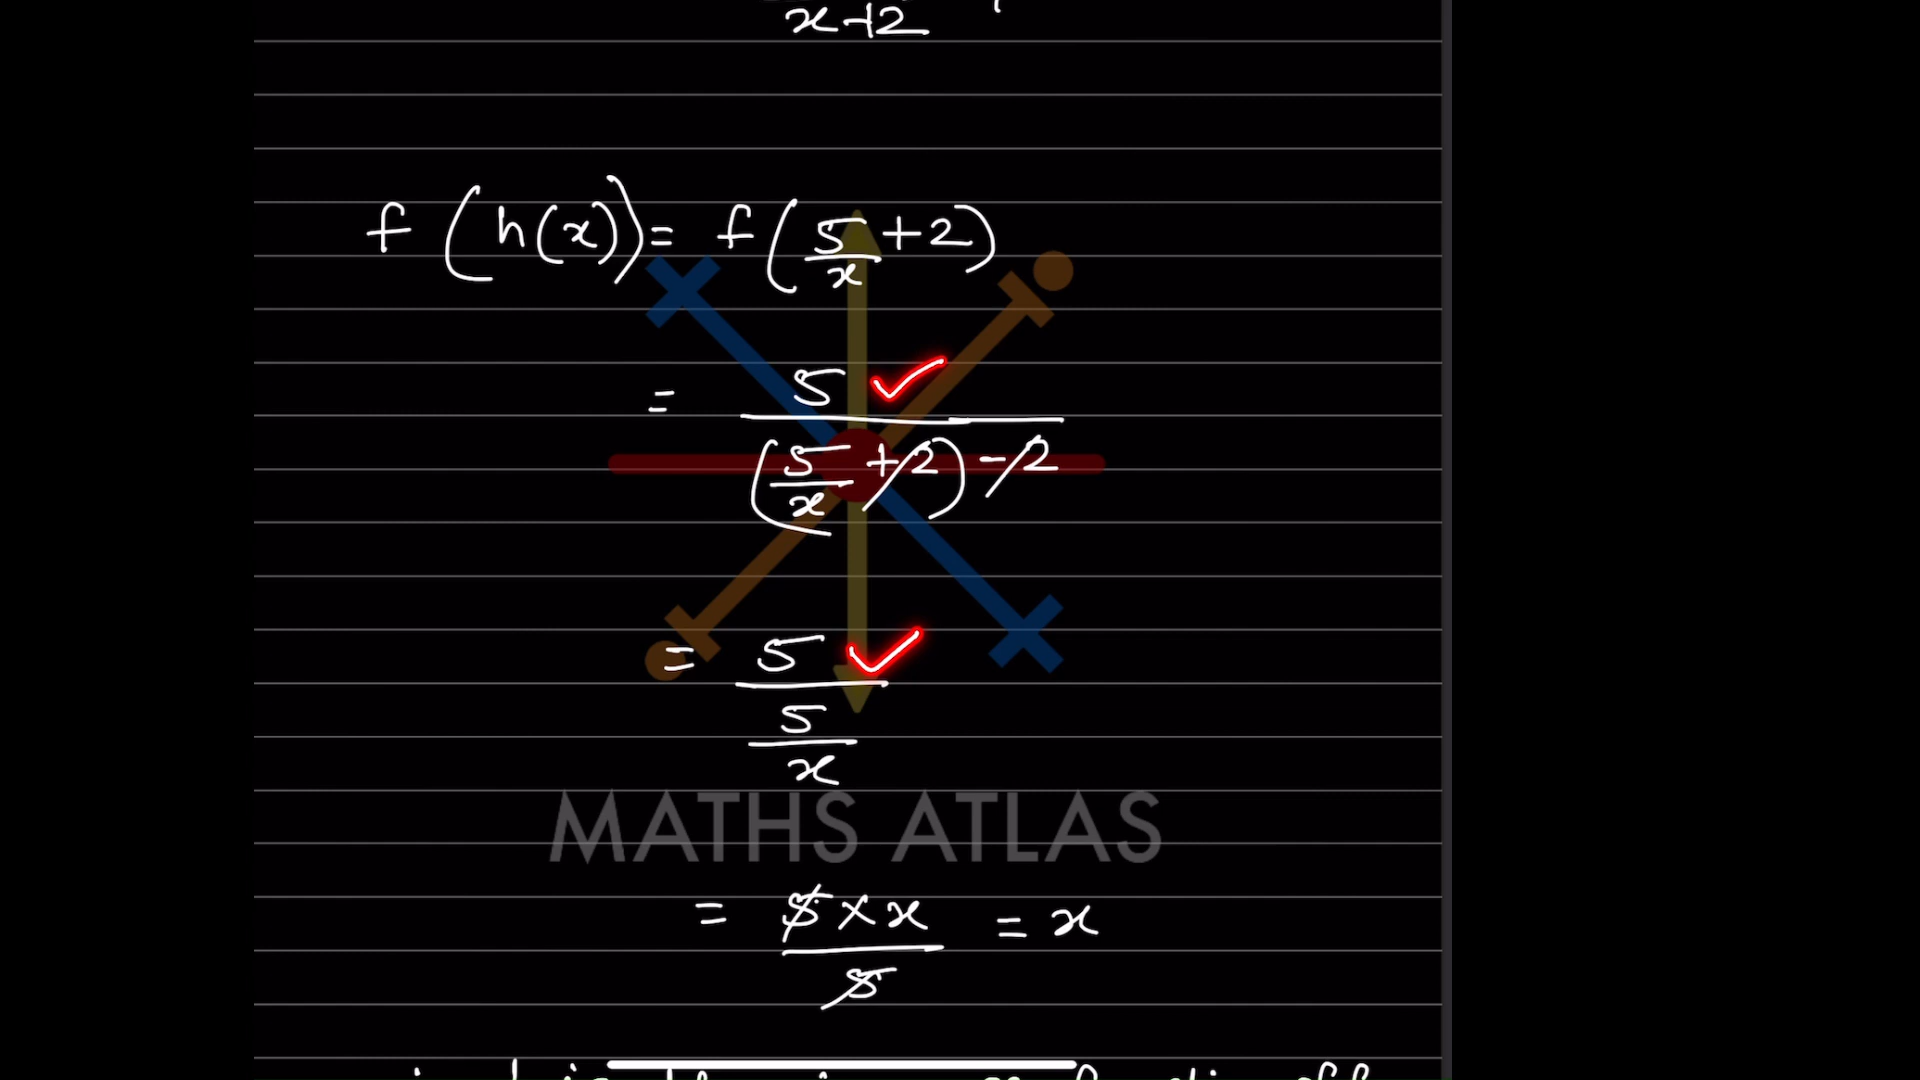 x+2
f(h(x)) = f(5/x +2)
= 5 ✓
(5/x +2) -2
= 5 ✓
5
x
MATHS ATLAS
= 5 × x = x
5